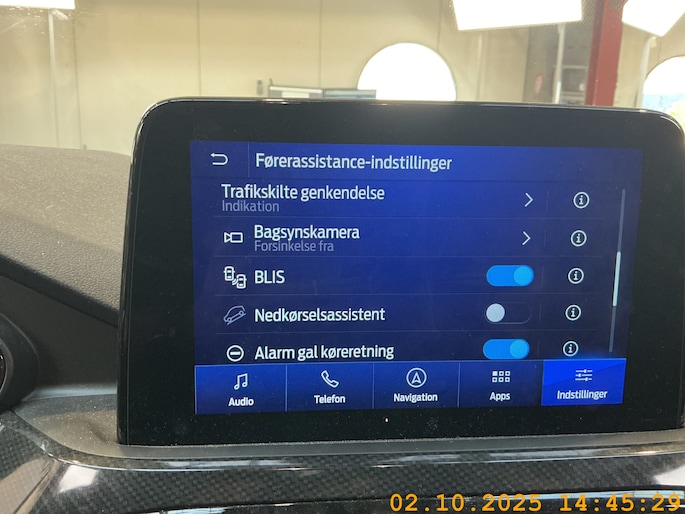 Førerassistance-indstillinger
Trafikskilte genkendelse
Indikation
Bagsynskamera
Forsinkelse fra
BLIS
Nedkørselsassistent
Alarm gal køreretning
Audio
Telefon
Navigation
Apps
Indstillinger
02.10.2025 14:45:29